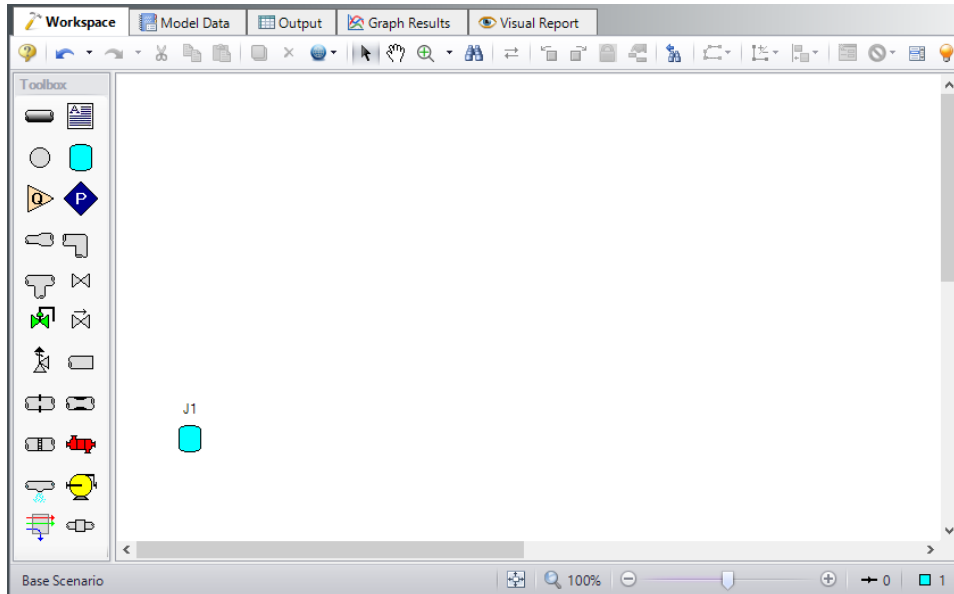 Workspace Model Data Output Graph Results Visual Report
Toolbox
A
Q P
J1
Base Scenario 100% 0 1